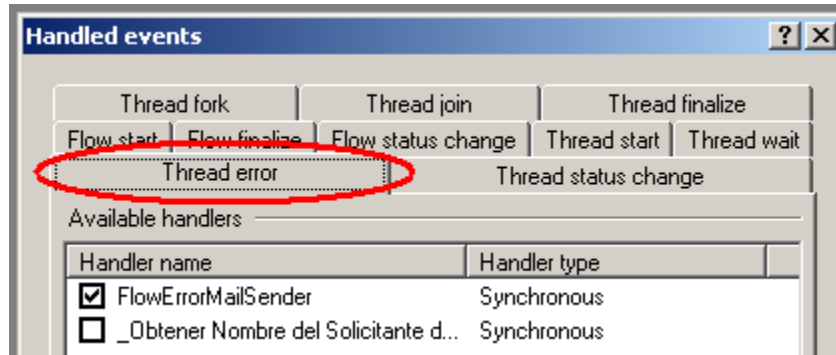 Handled events
Thread fork Thread join Thread finalize
Flow start Flow finalize Flow status change Thread start Thread wait
Thread error Thread status change
Available handlers
Handler name Handler type
FlowErrorMailSender Synchronous
_Obtener Nombre del Solicitante d... Synchronous